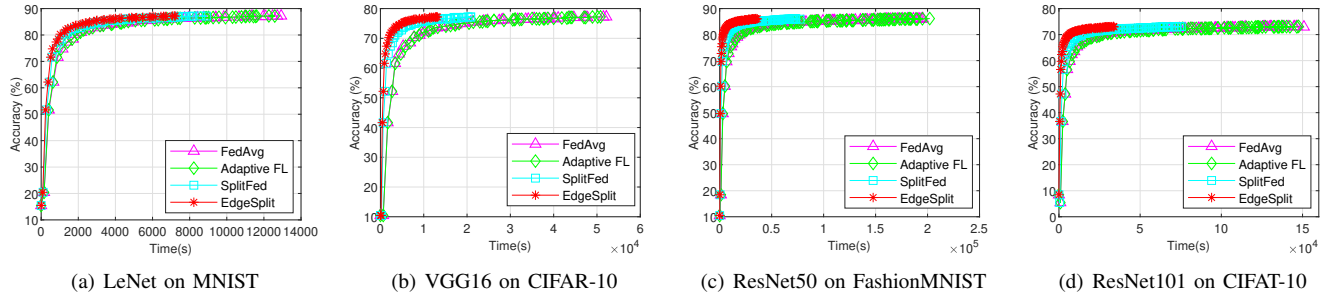 90
80
70
60
50
40
30
20
10
Accuracy (%)
0 2000 4000 6000 8000 10000 12000 14000
Time(s)
FedAvg
Adaptive FL
SplitFed
EdgeSplit
(a) LeNet on MNIST
80
70
60
50
40
30
20
10
Accuracy (%)
0 1 2 3 4 5 6
×10^4
Time(s)
FedAvg
Adaptive FL
SplitFed
EdgeSplit
(b) VGG16 on CIFAR-10
90
80
70
60
50
40
30
20
10
Accuracy (%)
0 0.5 1 1.5 2 2.5
×10^5
Time(s)
FedAvg
Adaptive FL
SplitFed
EdgeSplit
(c) ResNet50 on FashionMNIST
80
70
60
50
40
30
20
10
0
Accuracy (%)
0 5 10 15
×10^4
Time(s)
FedAvg
Adaptive FL
SplitFed
EdgeSplit
(d) ResNet101 on CIFAT-10